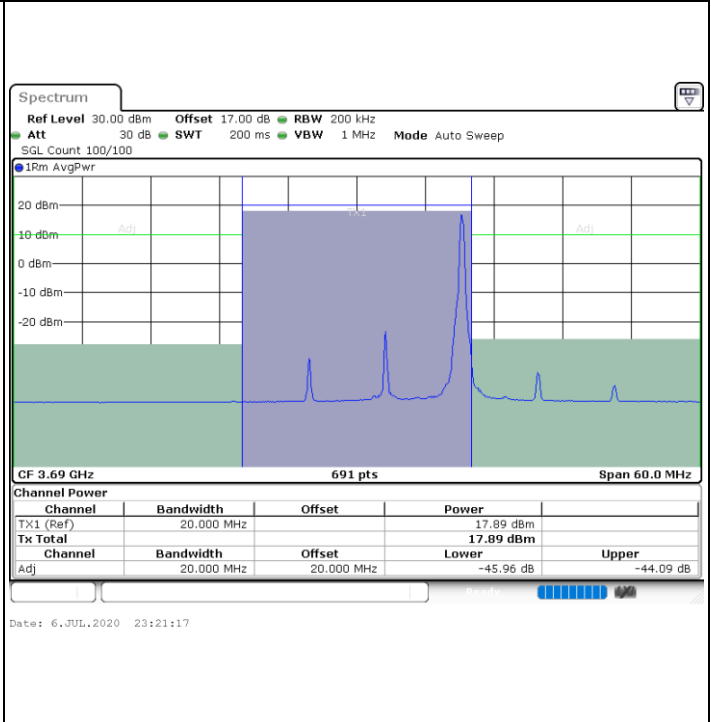 Spectrum
Ref Level 30.00 dBm Offset 17.00 dB RBW 200 kHz
Att 30 dB SWT 200 ms VBW 1 MHz Mode Auto Sweep
SGL Count 100/100
1Rm AvgPwr
20 dBm
TX1
Adj Adj
10 dBm
0 dBm
-10 dBm
-20 dBm
CF 3.69 GHz 691 pts Span 60.0 MHz
Channel Power
Channel Bandwidth Offset Power
TX1 (Ref) 20.000 MHz 17.89 dBm
Tx Total 17.89 dBm
Channel Bandwidth Offset Lower Upper
Adj 20.000 MHz 20.000 MHz -45.96 dB -44.09 dB
Ready
Date: 6.JUL.2020 23:21:17